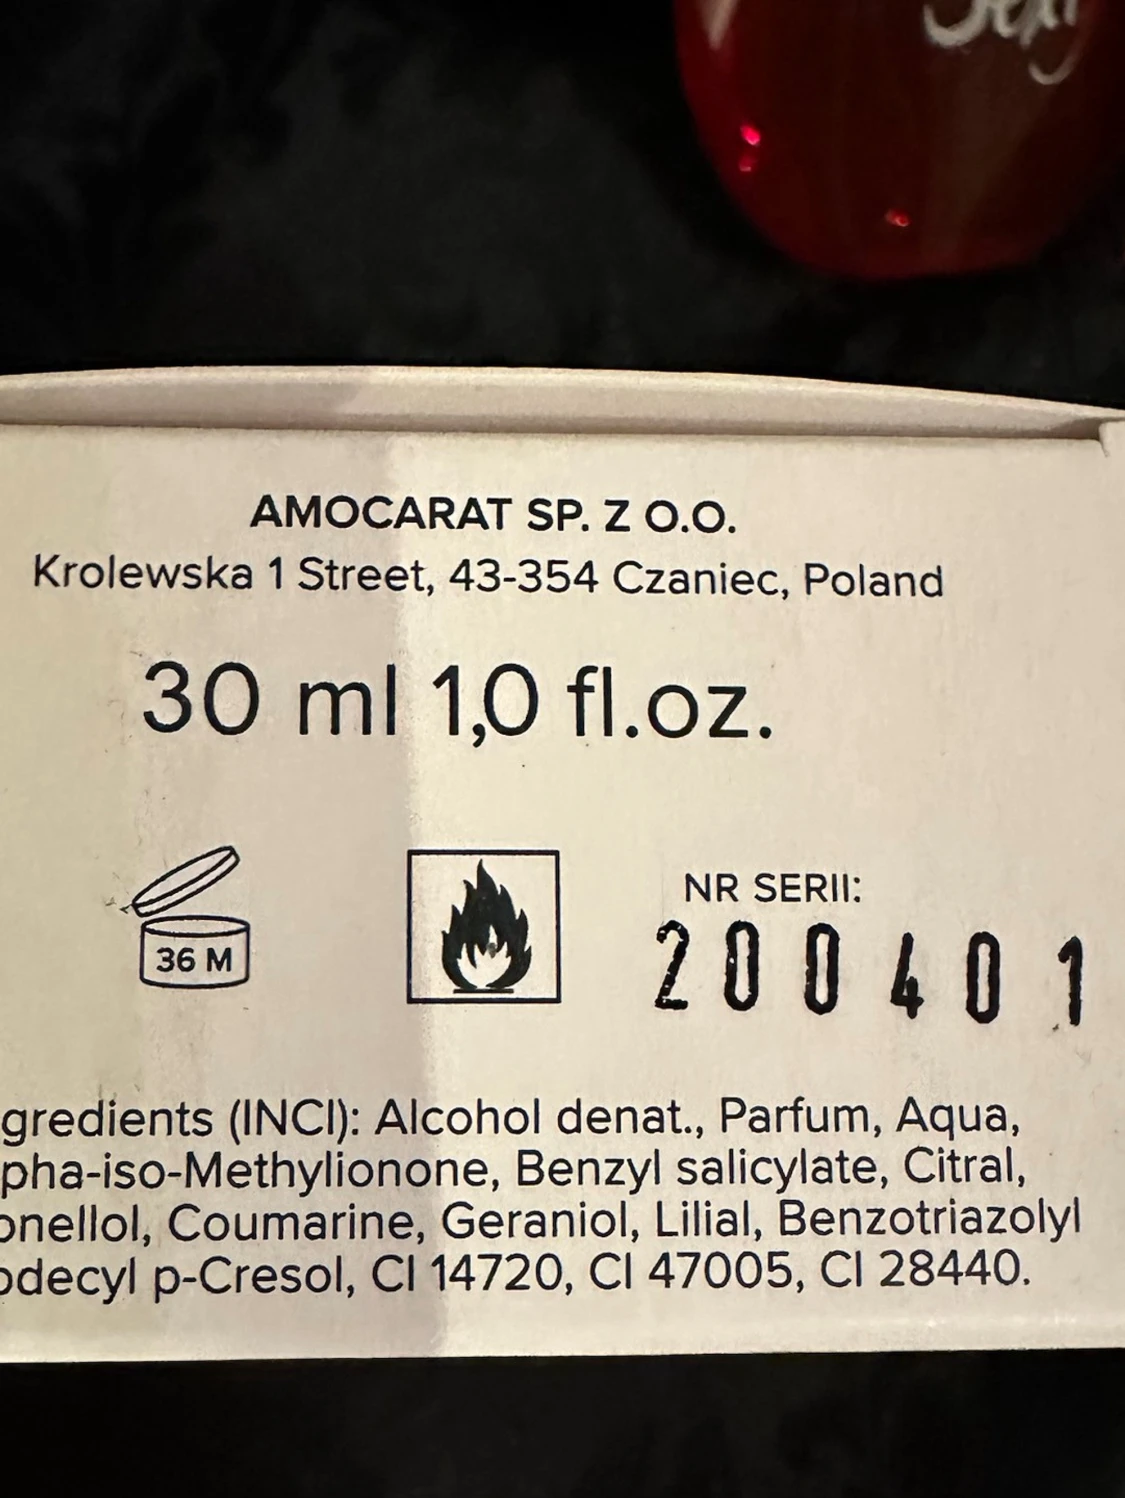 Sexy
AMOCARAT SP. Z O.O.
Krolewska 1 Street, 43-354 Czaniec, Poland
30 ml 1,0 fl.oz.
36 M
NR SERII:
200401
gredients (INCI): Alcohol denat., Parfum, Aqua,
pha-iso-Methylionone, Benzyl salicylate, Citral,
onellol, Coumarine, Geraniol, Lilial, Benzotriazolyl
odecyl p-Cresol, CI 14720, CI 47005, CI 28440.